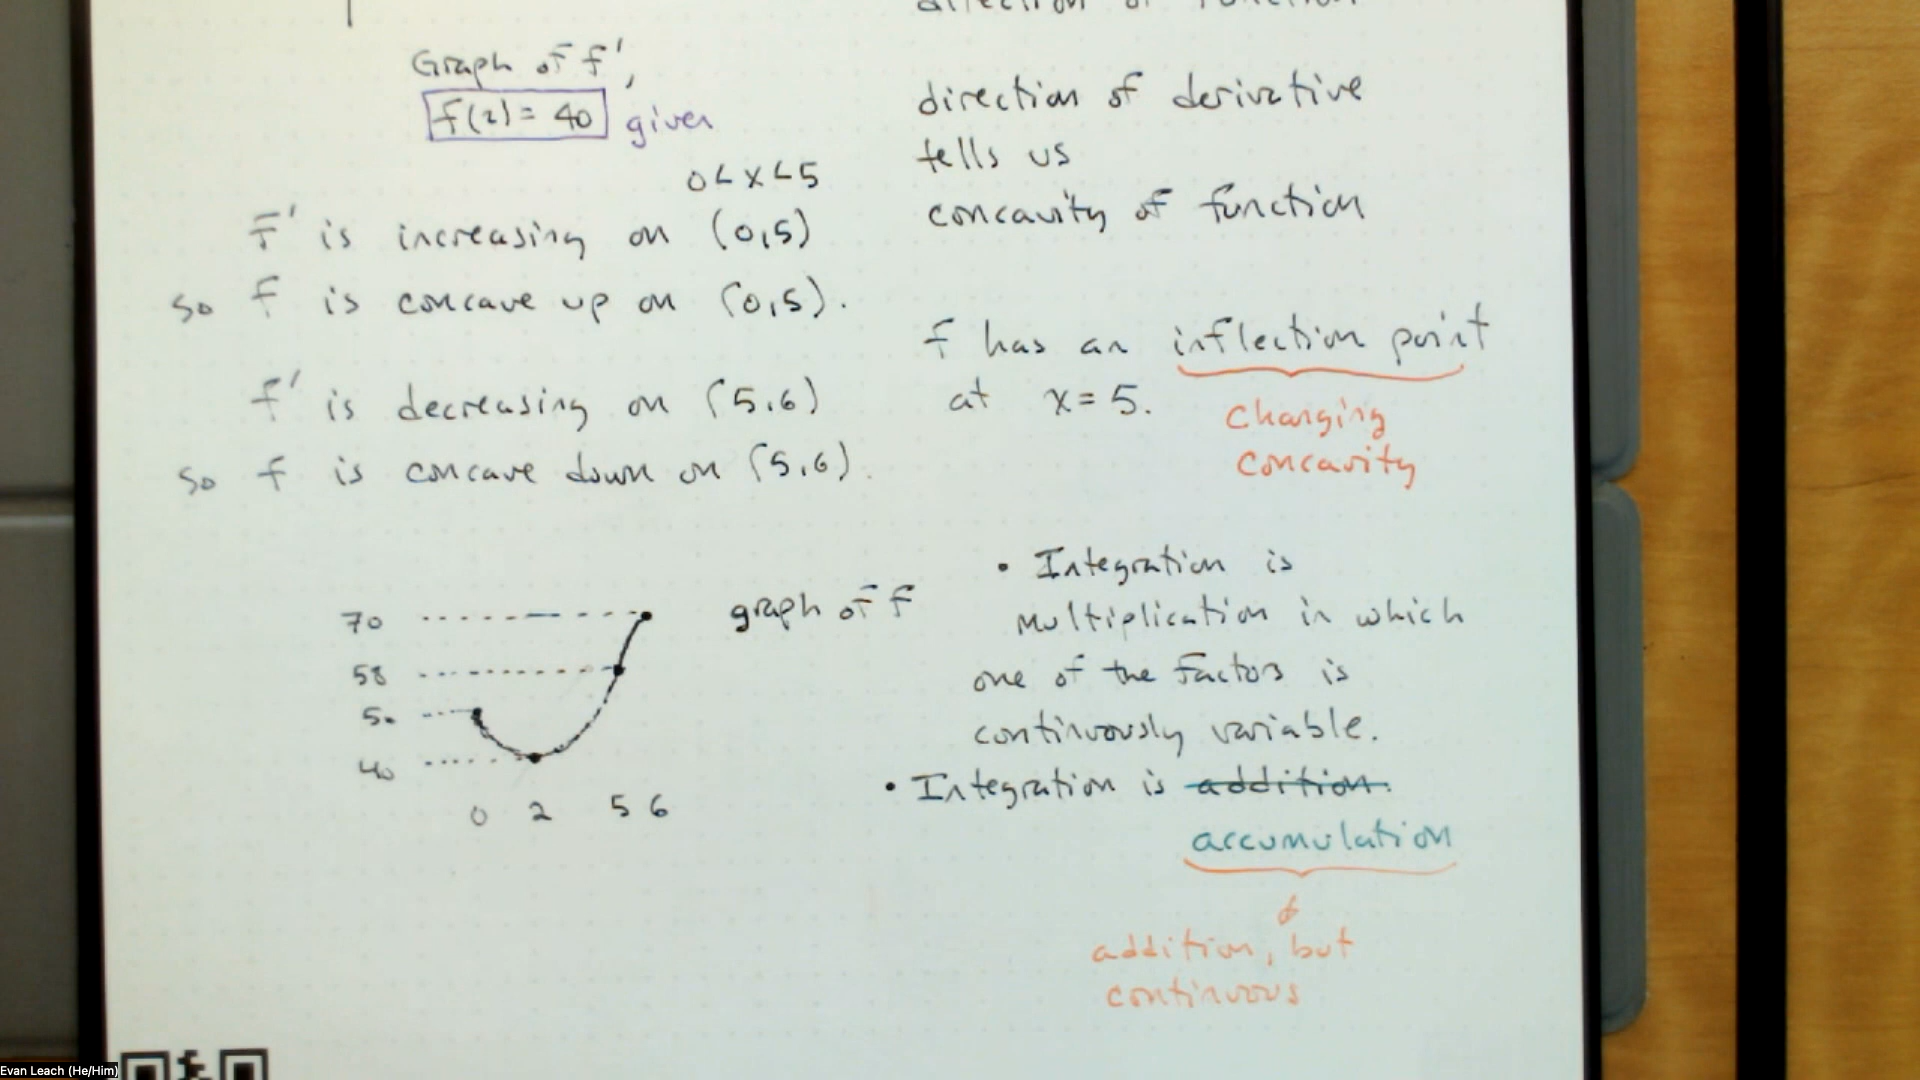 Graph of f',
f(2) = 40 given
0 < x < 5
f' is increasing on (0,5)
so f is concave up on (0,5).
f' is decreasing on (5,6)
so f is concave down on (5,6).
70
58
50
40
0 2 5 6
graph of f
direction of function
direction of derivative
tells us
concavity of function
f has an inflection point
at x = 5.
changing
concavity
• Integration is
multiplication in which
one of the factors is
continuously variable.
• Integration is addition.
accumulation
addition, but
continuous
Evan Leach (He/Him)